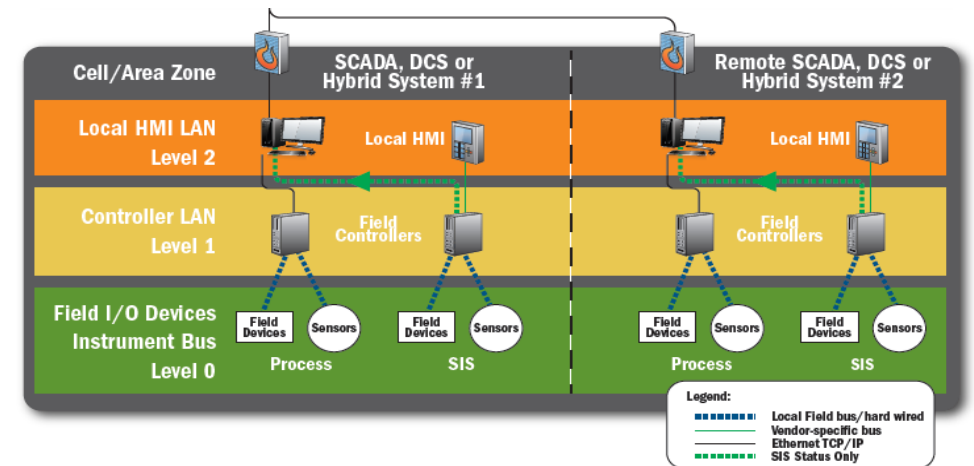 Cell/Area Zone
SCADA, DCS or
Hybrid System #1
Remote SCADA, DCS or
Hybrid System #2
Local HMI LAN
Level 2
Local HMI
Local HMI
Controller LAN
Level 1
Field
Controllers
Field
Controllers
Field I/O Devices
Instrument Bus
Level 0
Field
Devices
Sensors
Field
Devices
Sensors
Process
SIS
Field
Devices
Sensors
Field
Devices
Sensors
Process
SIS
Legend:
Local Field bus/hard wired
Vendor-specific bus
Ethernet TCP/IP
SIS Status Only